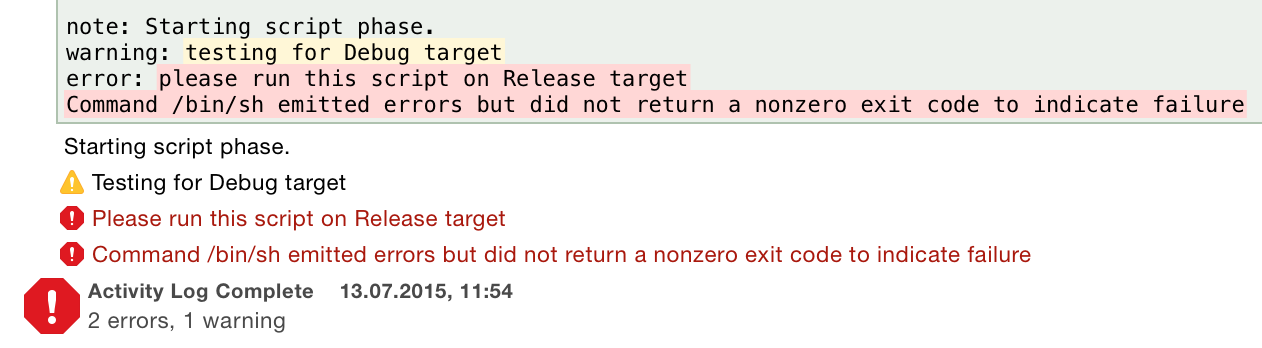 note: Starting script phase.
warning: testing for Debug target
error: please run this script on Release target
Command /bin/sh emitted errors but did not return a nonzero exit code to indicate failure
Starting script phase.
Testing for Debug target
Please run this script on Release target
Command /bin/sh emitted errors but did not return a nonzero exit code to indicate failure
Activity Log Complete 13.07.2015, 11:54
2 errors, 1 warning